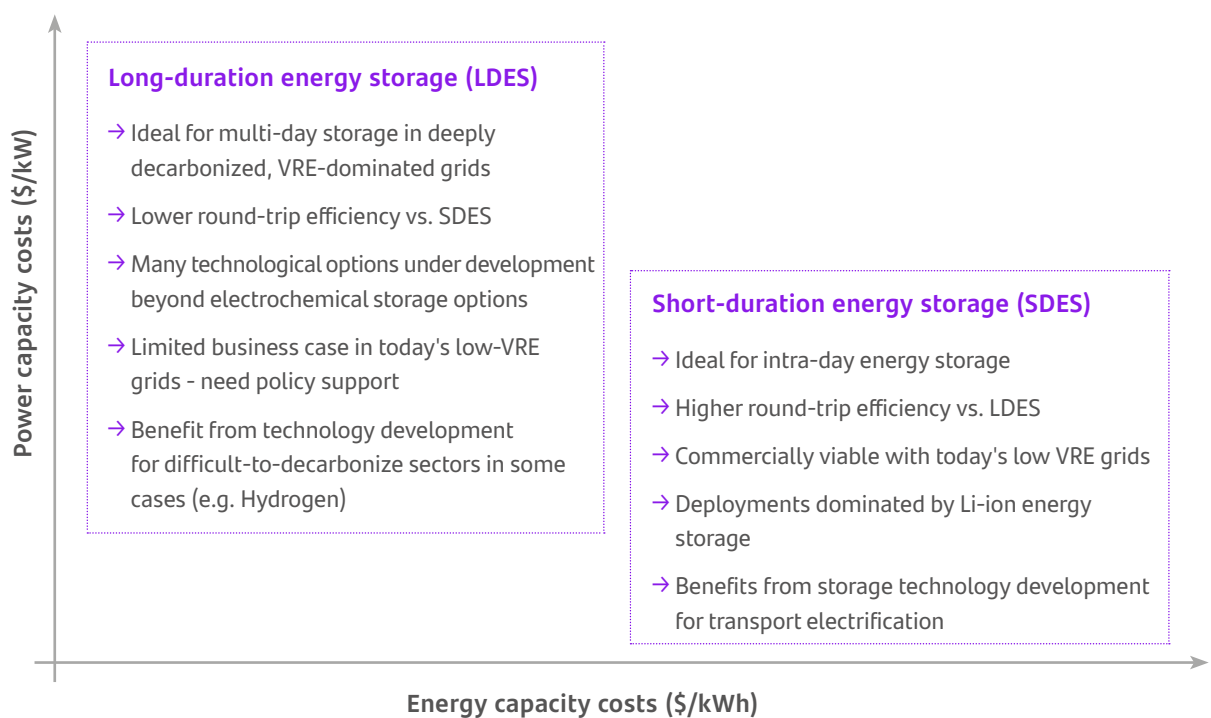 Power capacity costs ($/kW)
Long-duration energy storage (LDES)
→ Ideal for multi-day storage in deeply
decarbonized, VRE-dominated grids
→ Lower round-trip efficiency vs. SDES
→ Many technological options under development
beyond electrochemical storage options
→ Limited business case in today's low-VRE
grids - need policy support
→ Benefit from technology development
for difficult-to-decarbonize sectors in some
cases (e.g. Hydrogen)
Short-duration energy storage (SDES)
→ Ideal for intra-day energy storage
→ Higher round-trip efficiency vs. LDES
→ Commercially viable with today's low VRE grids
→ Deployments dominated by Li-ion energy
storage
→ Benefits from storage technology development
for transport electrification
Energy capacity costs ($/kWh)